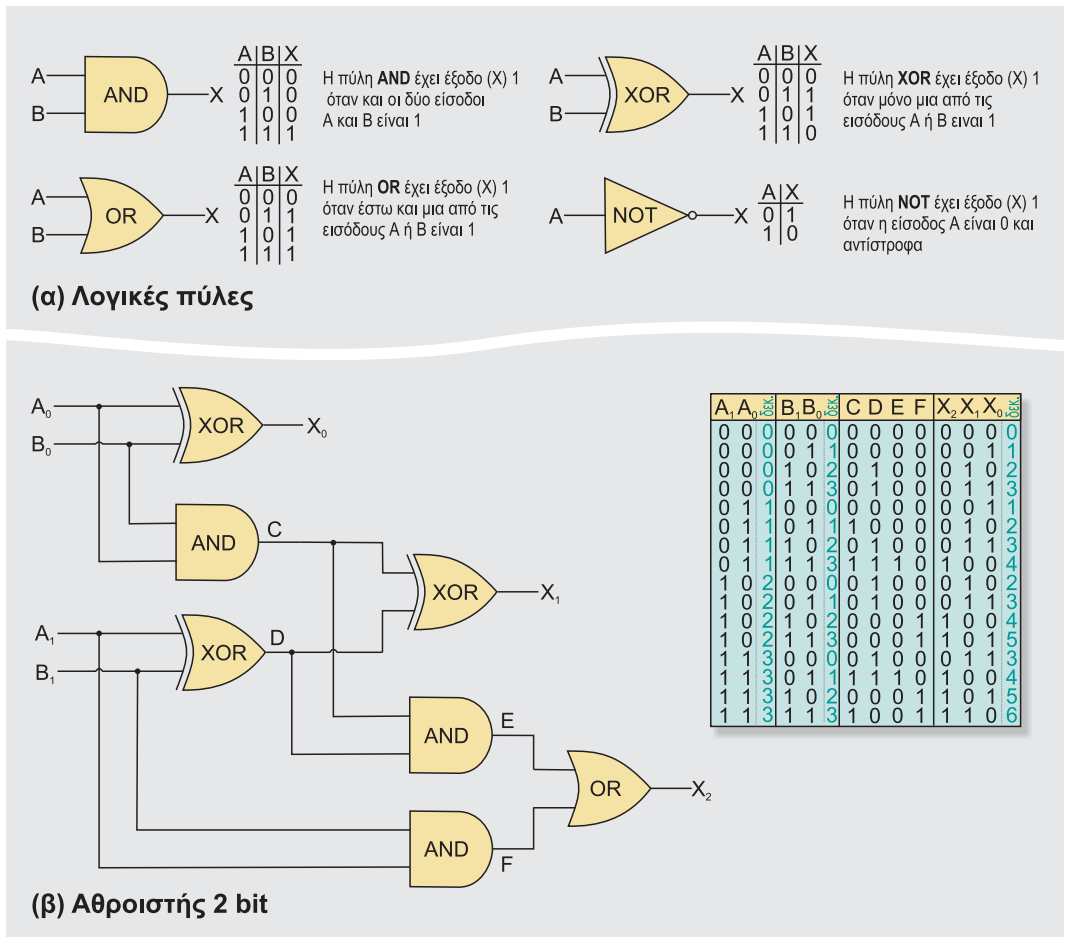 A
B
AND
X
A B X
0 0 0
0 1 0
1 0 0
1 1 1
Η πύλη AND έχει έξοδο (X) 1
όταν και οι δύο είσοδοι
Α και Β είναι 1
A
B
XOR
X
A B X
0 0 0
0 1 1
1 0 1
1 1 0
Η πύλη XOR έχει έξοδο (X) 1
όταν μόνο μια από τις
εισόδους Α ή Β ειναι 1
A
B
OR
X
A B X
0 0 0
0 1 1
1 0 1
1 1 1
Η πύλη OR έχει έξοδο (X) 1
όταν έστω και μια από τις
εισόδους Α ή Β είναι 1
A
NOT
X
A X
0 1
1 0
Η πύλη NOT έχει έξοδο (X) 1
όταν η είσοδος Α είναι 0 και
αντίστροφα
(α) Λογικές πύλες
A₀
B₀
XOR
X₀
AND
C
XOR
X₁
A₁
B₁
XOR
D
AND
E
OR
X₂
AND
F
A₁ A₀ δεκ. B₁ B₀ δεκ. C D E F X₂ X₁ X₀ δεκ.
0 0 0 0 0 0 0 0 0 0 0 0 0 0
0 0 0 0 1 1 0 0 0 0 0 0 1 1
0 0 0 1 0 2 0 1 0 0 0 1 0 2
0 0 0 1 1 3 0 1 0 0 0 1 1 3
0 1 1 0 0 0 0 0 0 0 0 0 1 1
0 1 1 0 1 1 1 0 0 0 0 1 0 2
0 1 1 1 0 2 0 1 0 0 0 1 1 3
0 1 1 1 1 3 1 1 1 0 1 0 0 4
1 0 2 0 0 0 0 1 0 0 0 1 0 2
1 0 2 0 1 1 0 1 0 0 0 1 1 3
1 0 2 1 0 2 0 0 0 1 1 0 0 4
1 0 2 1 1 3 0 0 0 1 1 0 1 5
1 1 3 0 0 0 0 1 0 0 0 1 1 3
1 1 3 0 1 1 1 1 1 0 1 0 0 4
1 1 3 1 0 2 0 0 0 1 1 0 1 5
1 1 3 1 1 3 1 0 0 1 1 1 0 6
(β) Αθροιστής 2 bit